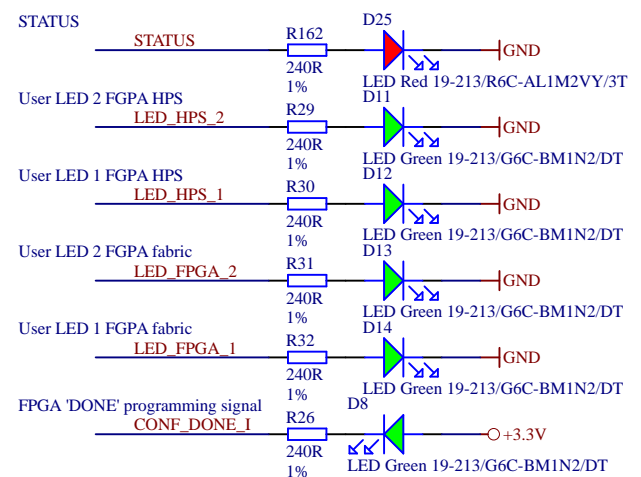 STATUS
STATUS
R162
240R
1%
D25
GND
LED Red 19-213/R6C-AL1M2VY/3T
User LED 2 FGPA HPS
LED_HPS_2
R29
240R
1%
D11
GND
LED Green 19-213/G6C-BM1N2/DT
User LED 1 FGPA HPS
LED_HPS_1
R30
240R
1%
D12
GND
LED Green 19-213/G6C-BM1N2/DT
User LED 2 FGPA fabric
LED_FPGA_2
R31
240R
1%
D13
GND
LED Green 19-213/G6C-BM1N2/DT
User LED 1 FGPA fabric
LED_FPGA_1
R32
240R
1%
D14
GND
LED Green 19-213/G6C-BM1N2/DT
FPGA 'DONE' programming signal
CONF_DONE_I
R26
240R
1%
D8
+3.3V
LED Green 19-213/G6C-BM1N2/DT